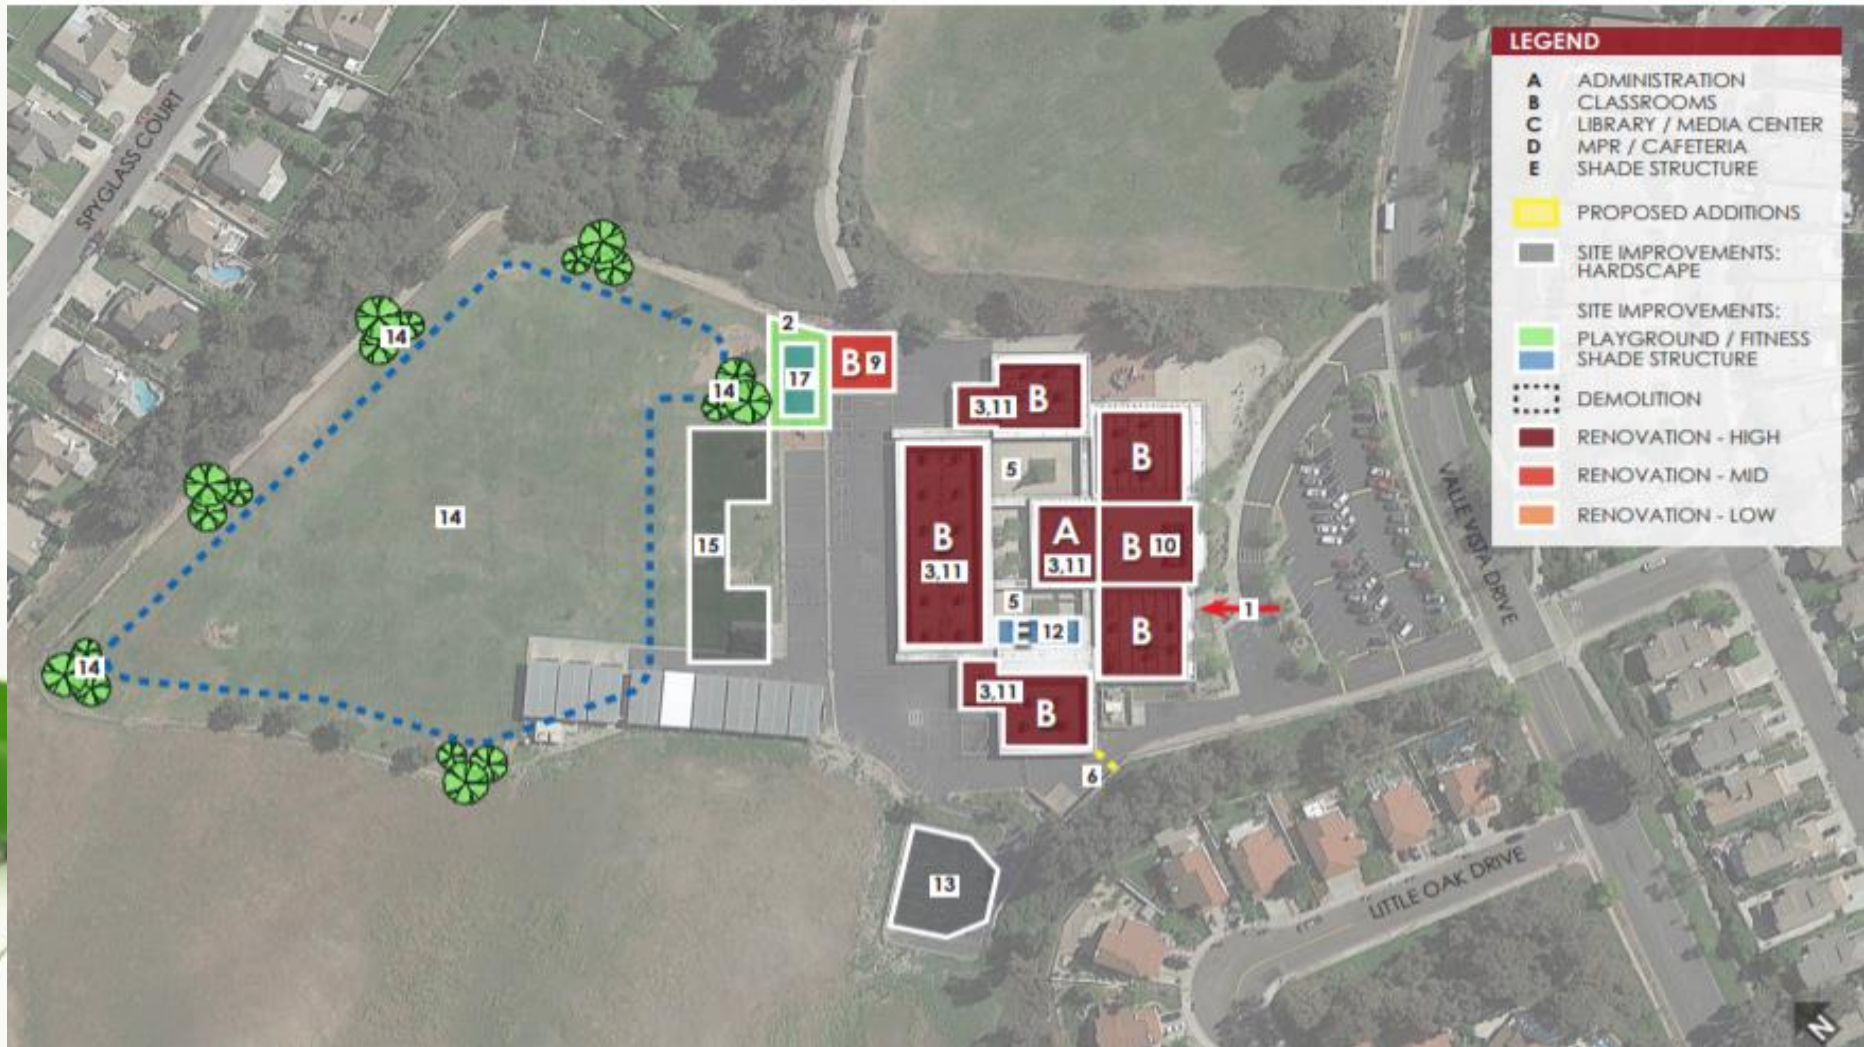 LEGEND
A ADMINISTRATION
B CLASSROOMS
C LIBRARY / MEDIA CENTER
D MPR / CAFETERIA
E SHADE STRUCTURE
PROPOSED ADDITIONS
SITE IMPROVEMENTS:
HARDSCAPE
SITE IMPROVEMENTS:
PLAYGROUND / FITNESS
SHADE STRUCTURE
DEMOLITION
RENOVATION - HIGH
RENOVATION - MID
RENOVATION - LOW
SPYGLASS COURT
VALLE VISTA DRIVE
LITTLE OAK DRIVE
14
14
14
14
2
17
B 9
15
3,11 B
5
B
B
3,11
A
3,11
B 10
5
E 12
B
1
3,11
B
6
13
N